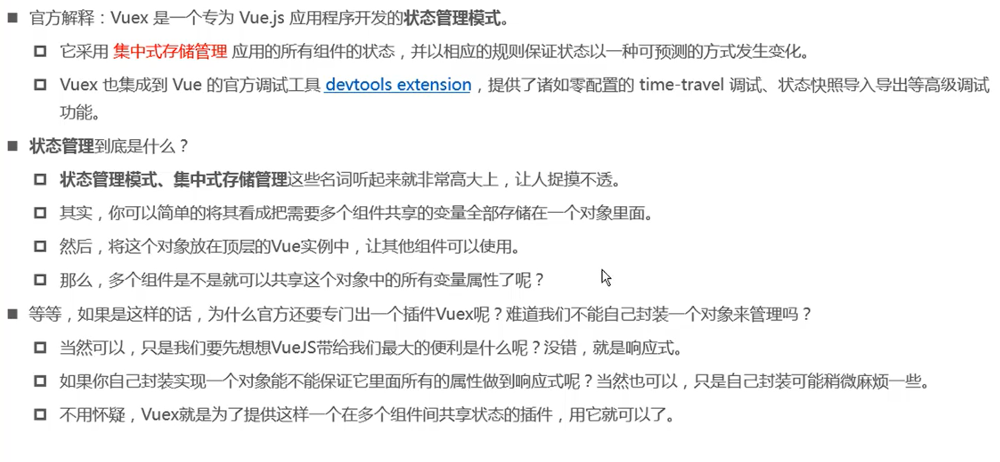 ■ 官方解释：Vuex 是一个专为 Vue.js 应用程序开发的状态管理模式。
它采用 集中式存储管理 应用的所有组件的状态，并以相应的规则保证状态以一种可预测的方式发生变化。
Vuex 也集成到 Vue 的官方调试工具 devtools extension，提供了诸如零配置的 time-travel 调试、状态快照导入导出等高级调试
功能。
■ 状态管理到底是什么？
状态管理模式、集中式存储管理这些名词听起来就非常高大上，让人捉摸不透。
其实，你可以简单的将其看成把需要多个组件共享的变量全部存储在一个对象里面。
然后，将这个对象放在顶层的Vue实例中，让其他组件可以使用。
那么，多个组件是不是就可以共享这个对象中的所有变量属性了呢？
■ 等等，如果是这样的话，为什么官方还要专门出一个插件Vuex呢？难道我们不能自己封装一个对象来管理吗？
当然可以，只是我们要先想想VueJS带给我们最大的便利是什么呢？没错，就是响应式。
如果你自己封装实现一个对象能不能保证它里面所有的属性做到响应式呢？当然也可以，只是自己封装可能稍微麻烦一些。
不用怀疑，Vuex就是为了提供这样一个在多个组件间共享状态的插件，用它就可以了。